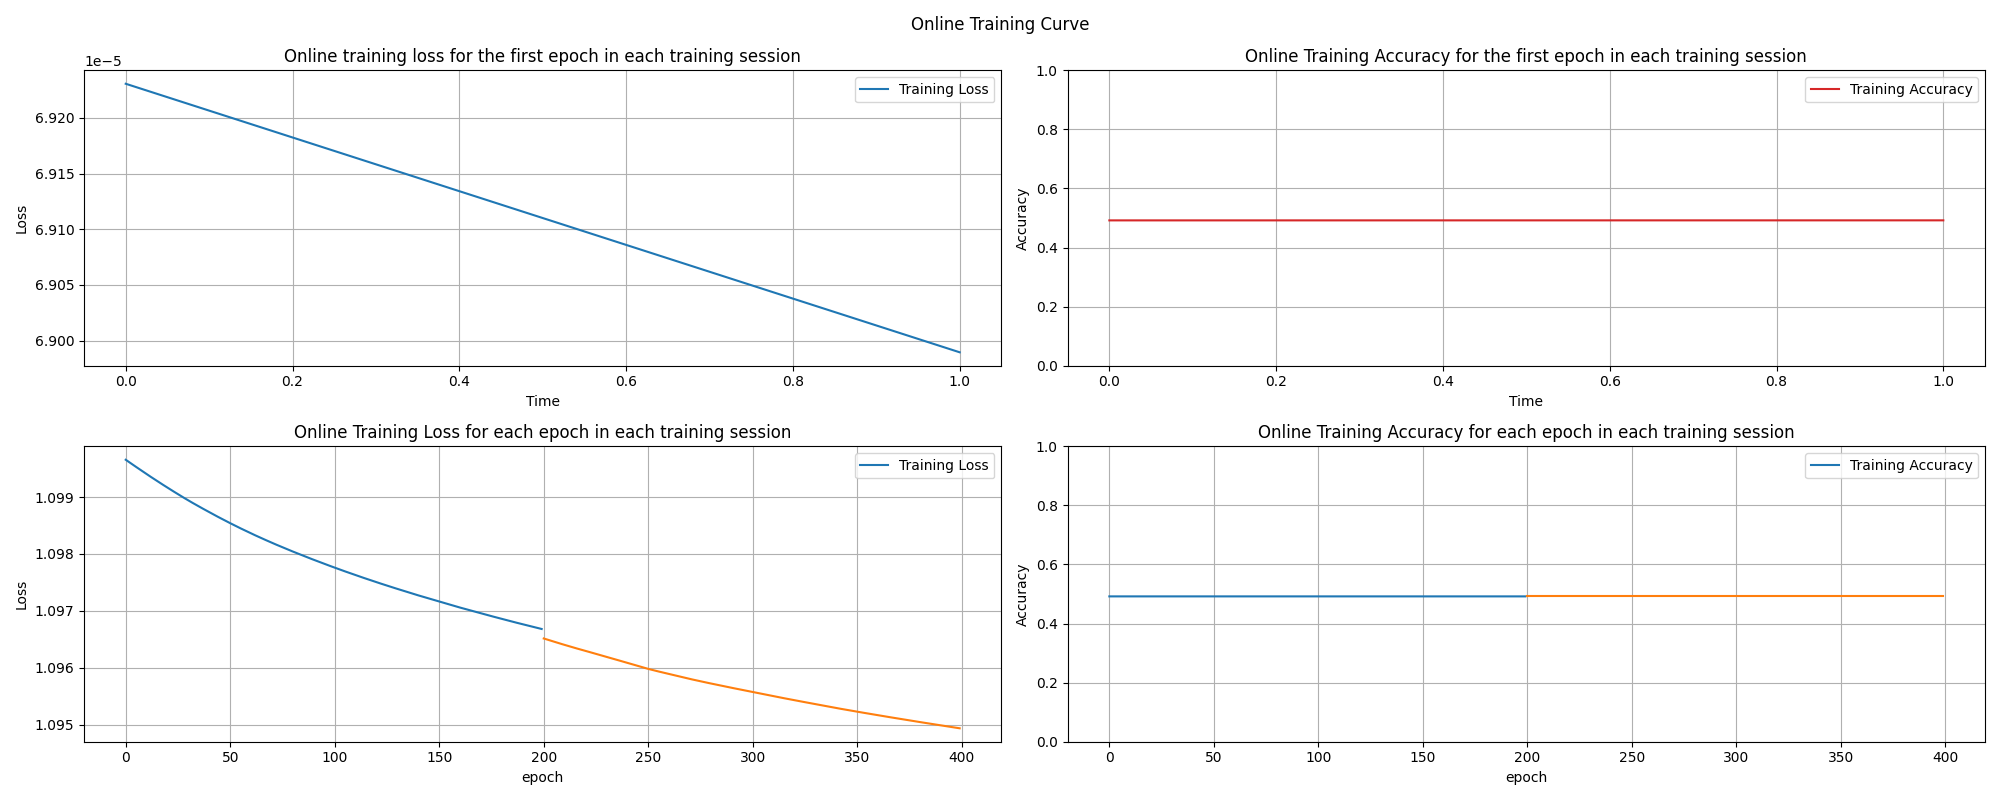 Online Training Curve
Online training loss for the first epoch in each training session
1e−5
Training Loss
6.920
6.915
6.910
6.905
6.900
Loss
0.0 0.2 0.4 0.6 0.8 1.0
Time
Online Training Accuracy for the first epoch in each training session
Training Accuracy
1.0
0.8
0.6
0.4
0.2
0.0
Accuracy
0.0 0.2 0.4 0.6 0.8 1.0
Time
Online Training Loss for each epoch in each training session
Training Loss
1.099
1.098
1.097
1.096
1.095
Loss
0 50 100 150 200 250 300 350 400
epoch
Online Training Accuracy for each epoch in each training session
Training Accuracy
1.0
0.8
0.6
0.4
0.2
0.0
Accuracy
0 50 100 150 200 250 300 350 400
epoch